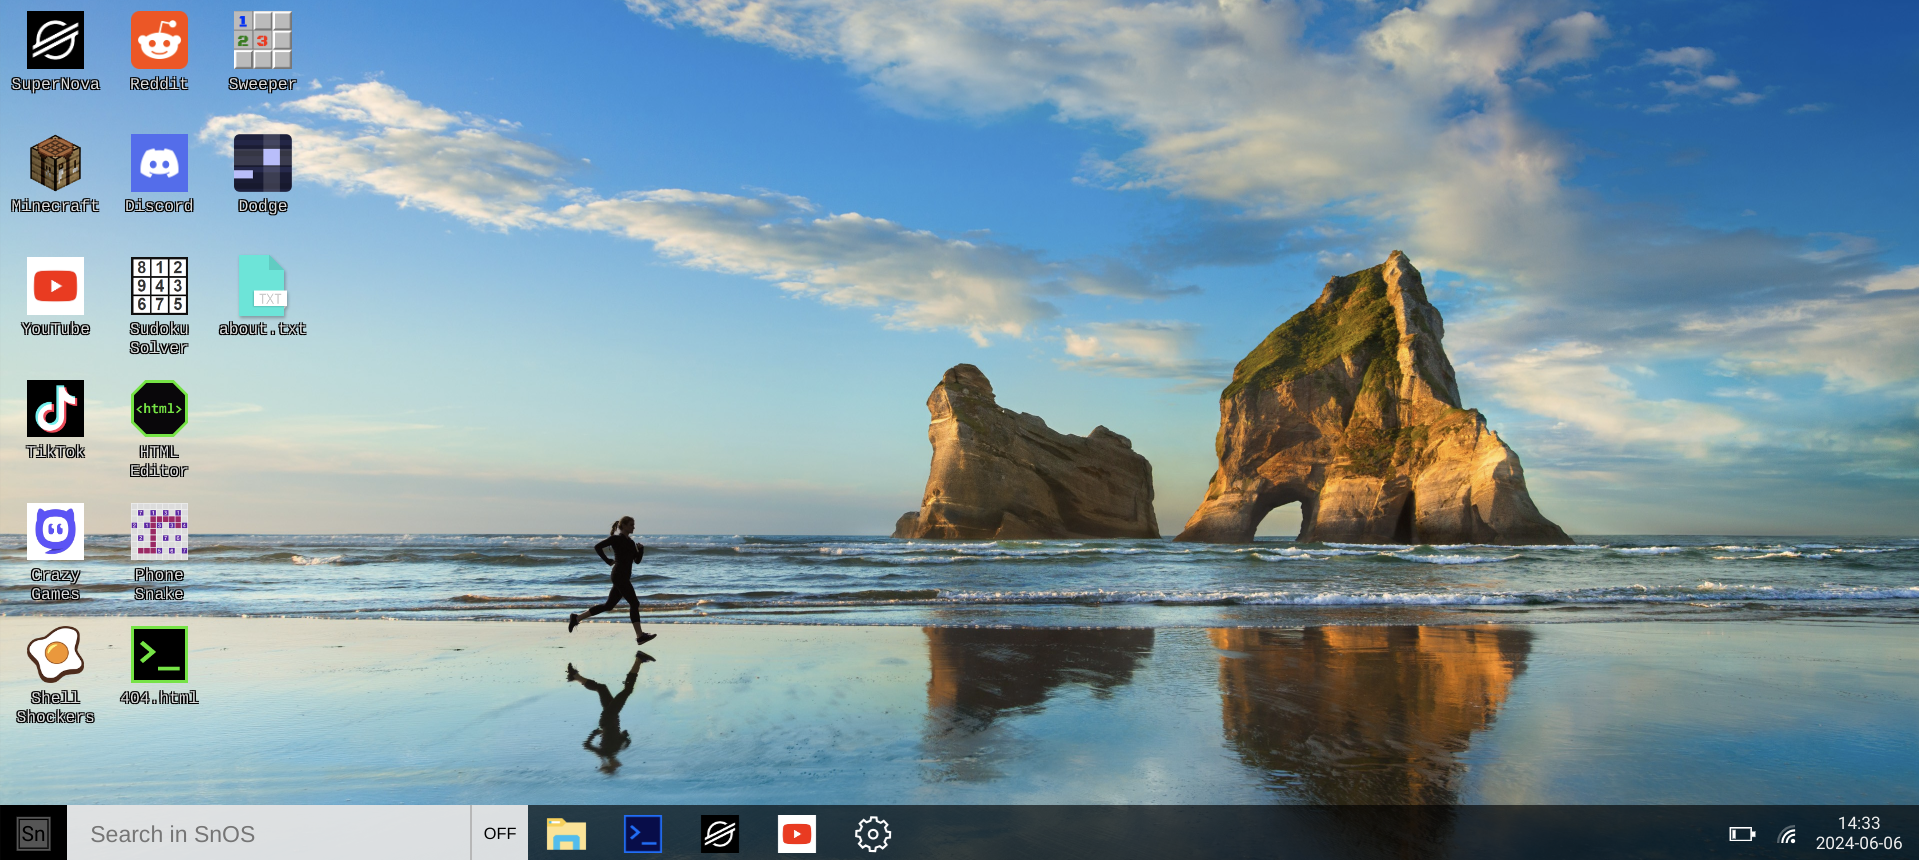 SuperNova
Reddit
1
2 3
Sweeper
Minecraft
Discord
Dodge
YouTube
8 1 2
9 4 3
6 7 5
Sudoku
Solver
TXT
about.txt
TikTok
<html>
HTML
Editor
Crazy
Games
Phone
Snake
Shell
Shockers
>_
404.html
Sn
Search in SnOS
OFF
>_
14:33
2024-06-06